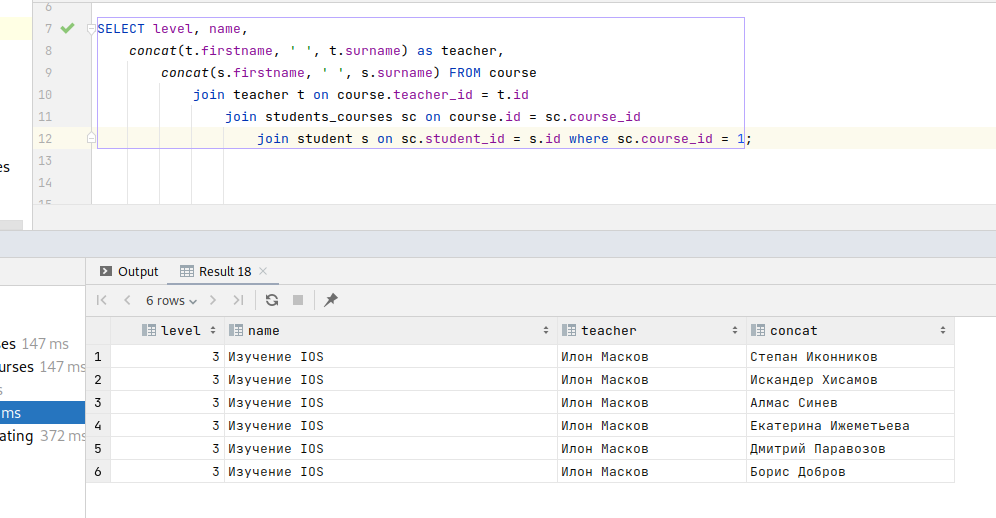 6
7 SELECT level, name,
8 concat(t.firstname, ' ', t.surname) as teacher,
9 concat(s.firstname, ' ', s.surname) FROM course
10 join teacher t on course.teacher_id = t.id
11 join students_courses sc on course.id = sc.course_id
12 join student s on sc.student_id = s.id where sc.course_id = 1;
13
14
15
es
Output Result 18
6 rows
level name teacher concat
ses 147 ms
1 3 Изучение IOS Илон Масков Степан Иконников
urses 147 ms
2 3 Изучение IOS Илон Масков Искандер Хисамов
s
3 3 Изучение IOS Илон Масков Алмас Синев
ms
4 3 Изучение IOS Илон Масков Екатерина Ижеметьева
ating 372 ms
5 3 Изучение IOS Илон Масков Дмитрий Паравозов
6 3 Изучение IOS Илон Масков Борис Добров